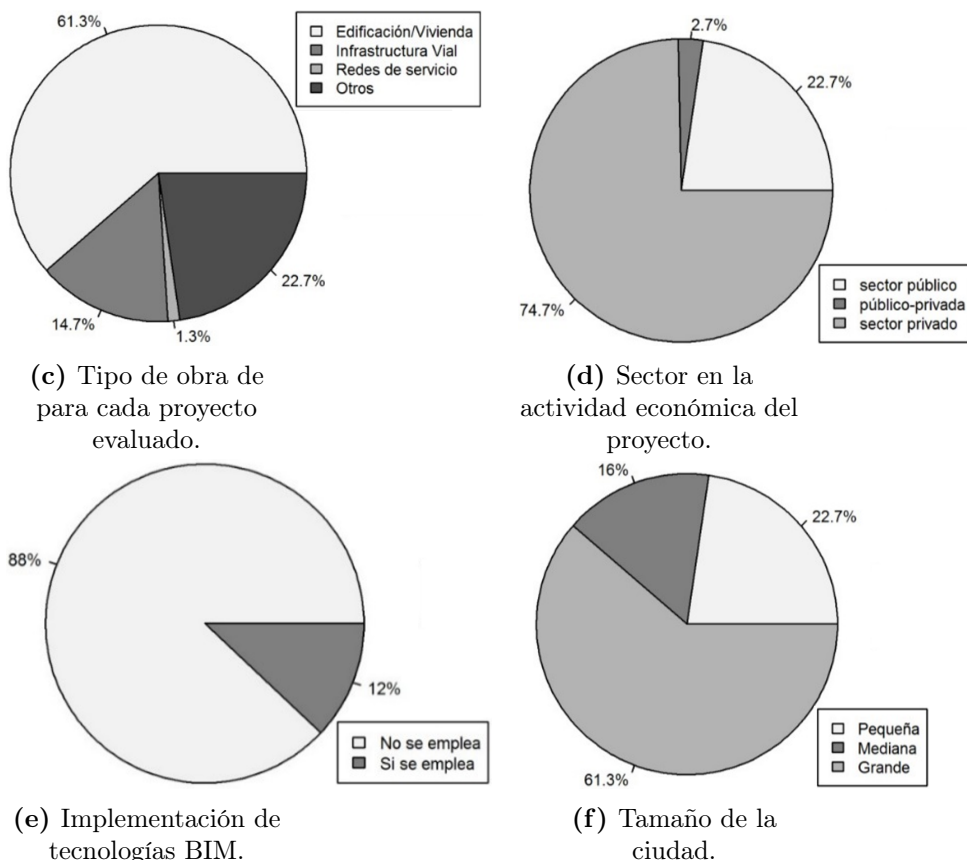 61.3%
Edificación/Vivienda
Infrastructura Vial
Redes de servicio
Otros
22.7%
14.7%
1.3%
(c) Tipo de obra de
para cada proyecto
evaluado.
2.7%
22.7%
74.7%
sector público
público-privada
sector privado
(d) Sector en la
actividad económica del
proyecto.
88%
12%
No se emplea
Si se emplea
(e) Implementación de
tecnologías BIM.
16%
22.7%
61.3%
Pequeña
Mediana
Grande
(f) Tamaño de la
ciudad.